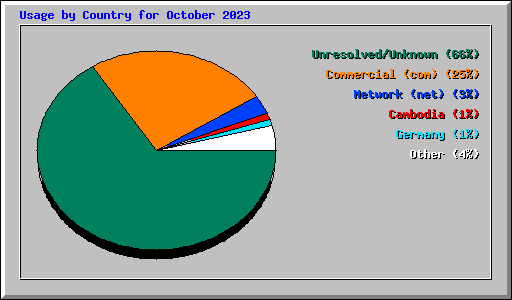 Usage by Country for October 2023
Unresolved/Unknown (66%)
Commercial (com) (25%)
Network (net) (3%)
Cambodia (1%)
Germany (1%)
Other (4%)